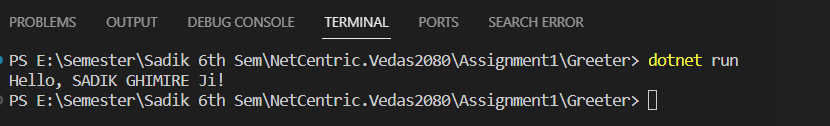 PROBLEMS OUTPUT DEBUG CONSOLE TERMINAL PORTS SEARCH ERROR
PS E:\Semester\Sadik 6th Sem\NetCentric.Vedas2080\Assignment1\Greeter> dotnet run
Hello, SADIK GHIMIRE Ji!
PS E:\Semester\Sadik 6th Sem\NetCentric.Vedas2080\Assignment1\Greeter>